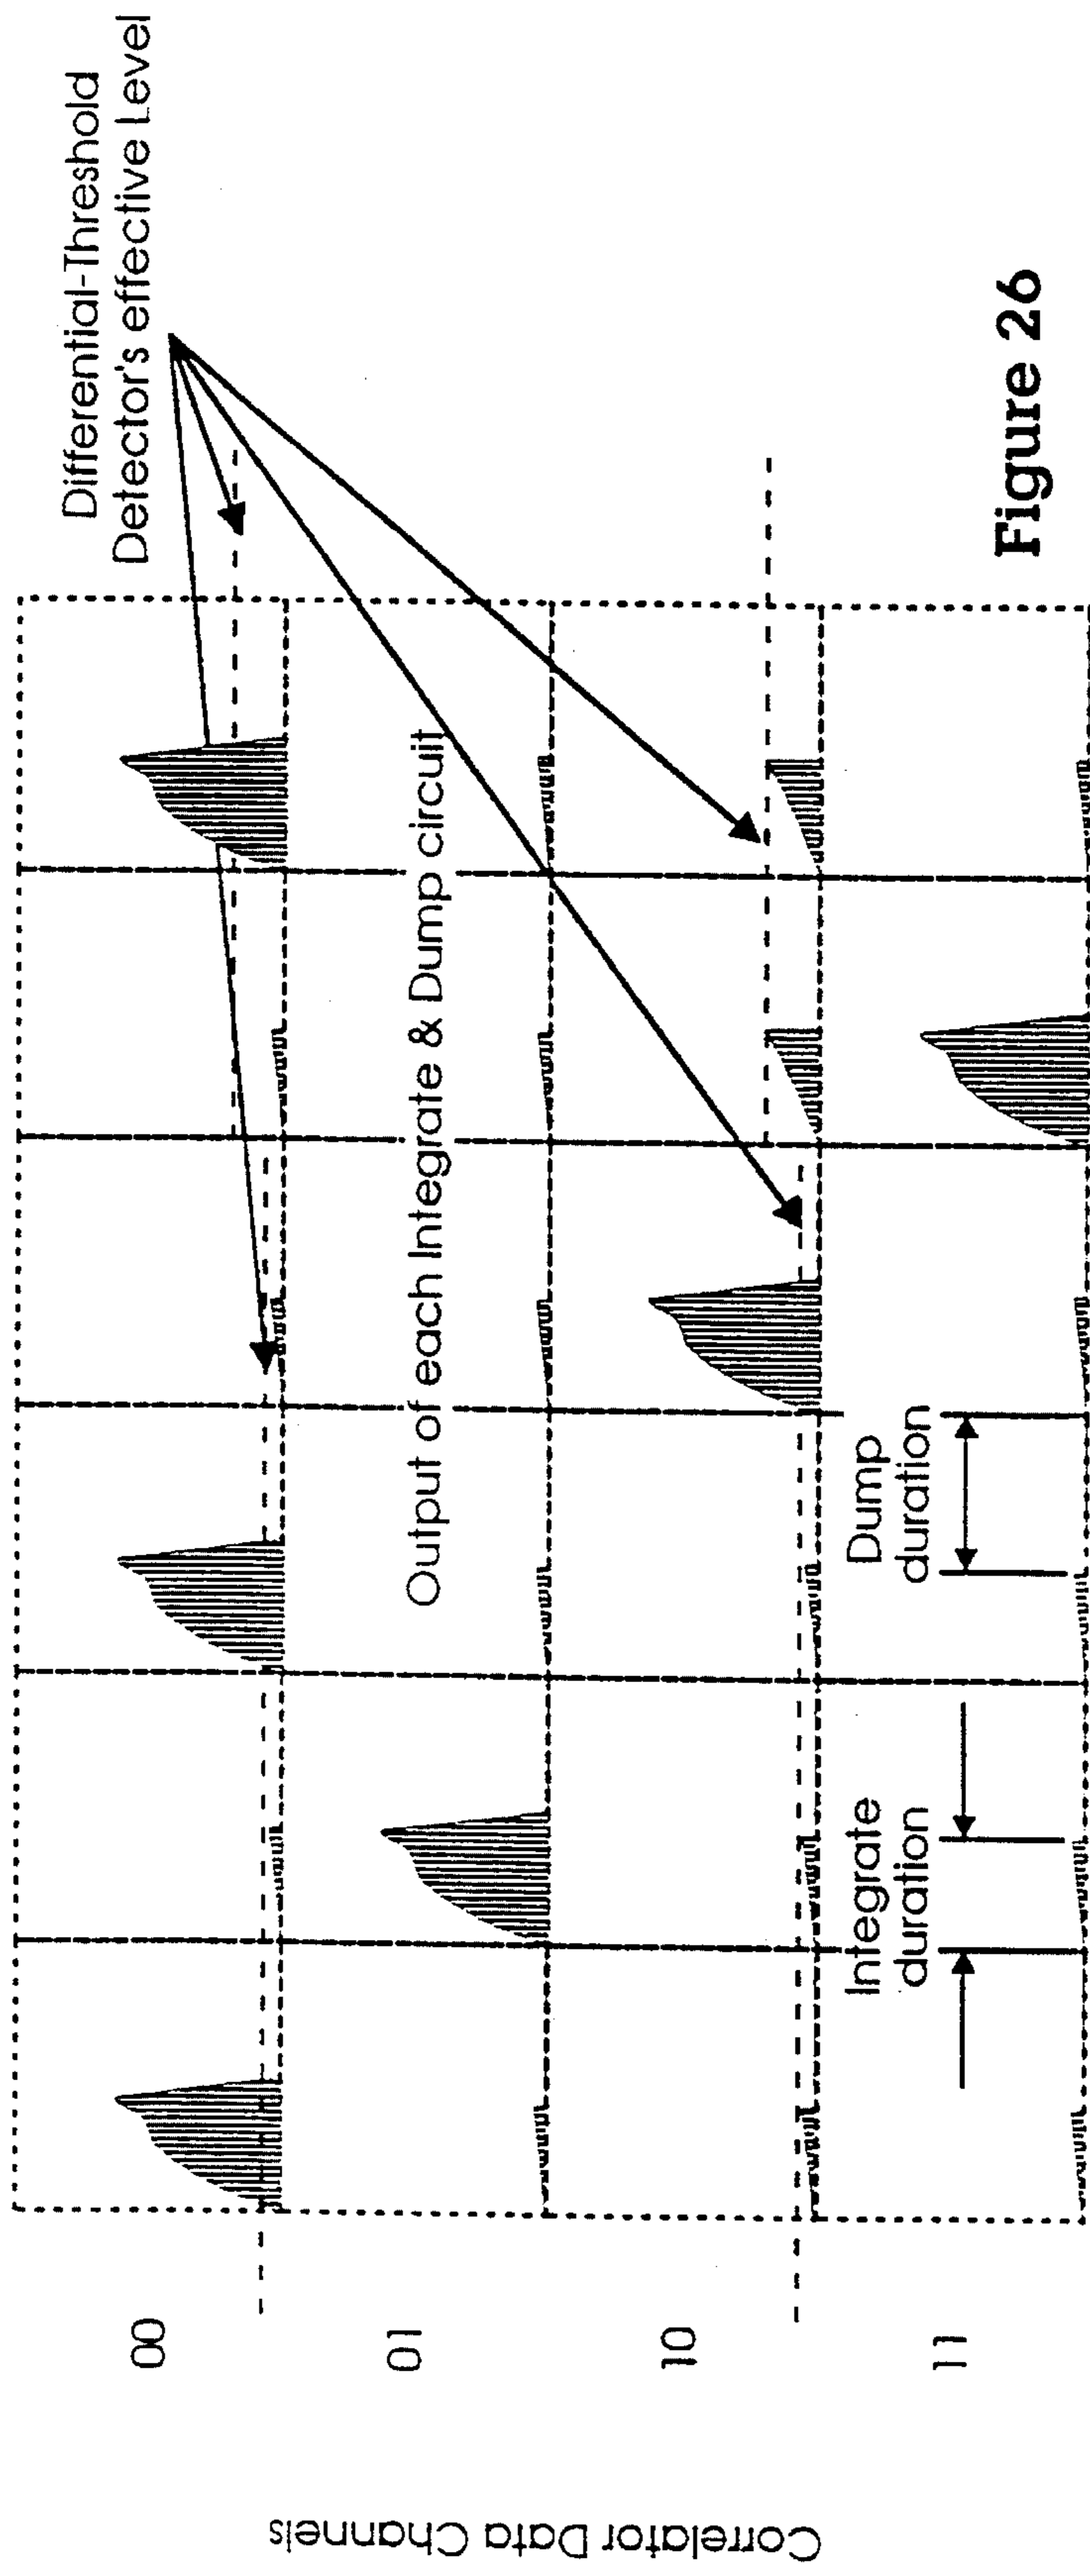 Differential-Threshold
Detector's effective Level
Output of each Integrate & Dump circuit
Correlator Data Channels
00
01
10
11
Integrate
duration
Dump
duration
Figure 26